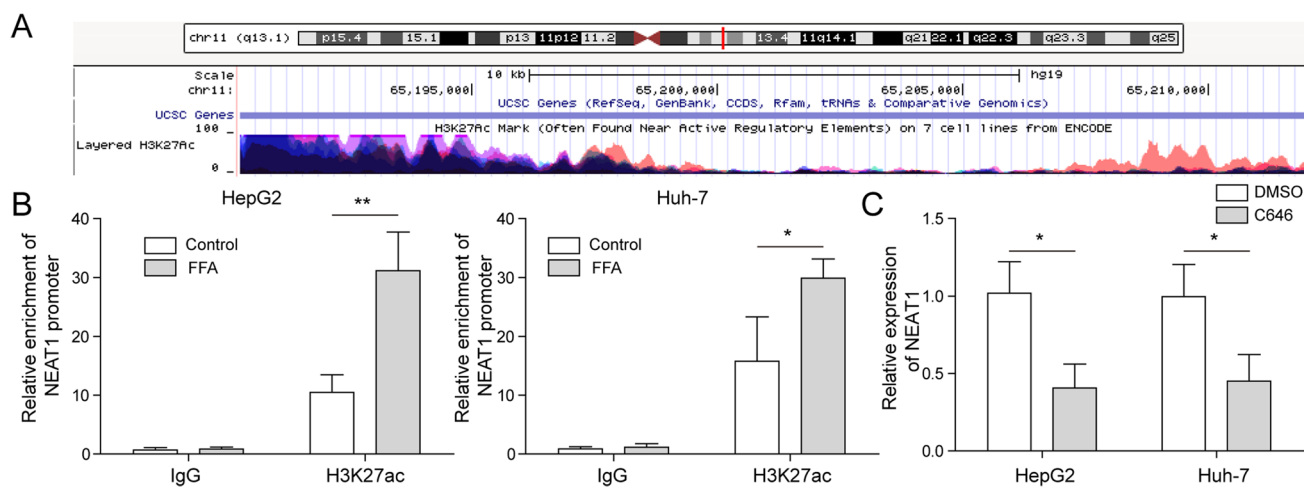 A
chr11 (q13.1) p15.4 15.1 p13 11p12 11.2 13.4 11q14.1 q21 22.1 q22.3 q23.3 q25
Scale 10 kb hg19
chr11: 65,195,000 65,200,000 65,205,000 65,210,000
UCSC Genes (RefSeq, GenBank, CCDS, Rfam, tRNAs & Comparative Genomics)
UCSC Genes
H3K27Ac Mark (Often Found Near Active Regulatory Elements) on 7 cell lines from ENCODE
100
Layered H3K27Ac
0
B
HepG2
**
Control
FFA
Relative enrichment of
NEAT1 promoter
40
30
20
10
0
IgG H3K27ac
Huh-7
*
Control
FFA
Relative enrichment of
NEAT1 promoter
40
30
20
10
0
IgG H3K27ac
C
DMSO
C646
* *
Relative expression
of NEAT1
1.5
1.0
0.5
0.0
HepG2 Huh-7